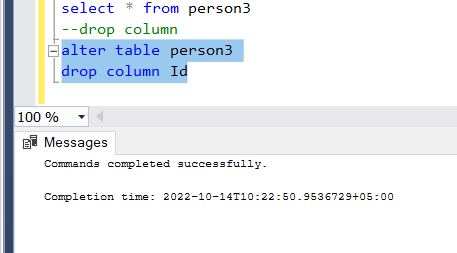 select * from person3
--drop column
alter table person3
drop column Id
100 %
Messages
Commands completed successfully.
Completion time: 2022-10-14T10:22:50.9536729+05:00